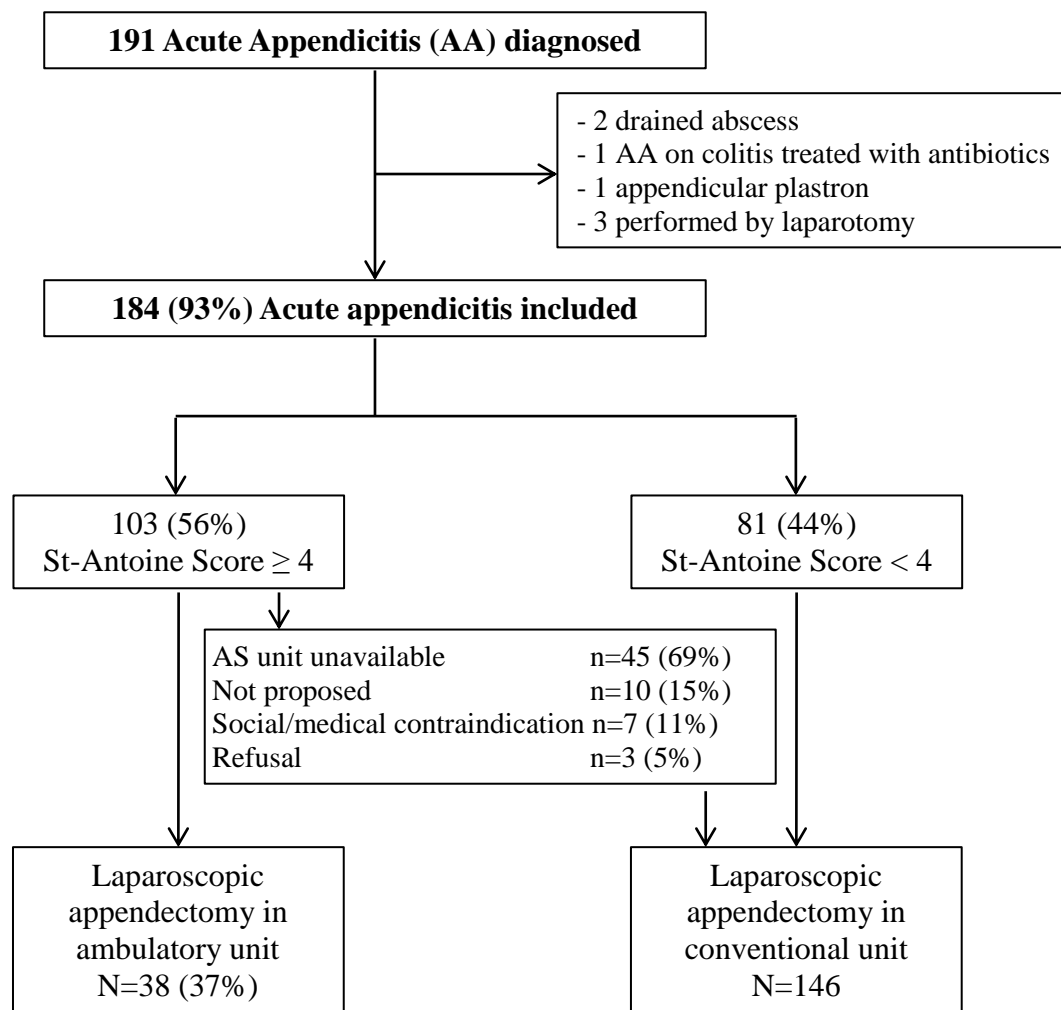 191 Acute Appendicitis (AA) diagnosed
- 2 drained abscess
- 1 AA on colitis treated with antibiotics
- 1 appendicular plastron
- 3 performed by laparotomy
184 (93%) Acute appendicitis included
103 (56%)
St-Antoine Score ≥ 4
81 (44%)
St-Antoine Score < 4
AS unit unavailable n=45 (69%)
Not proposed n=10 (15%)
Social/medical contraindication n=7 (11%)
Refusal n=3 (5%)
Laparoscopic
appendectomy in
ambulatory unit
N=38 (37%)
Laparoscopic
appendectomy in
conventional unit
N=146